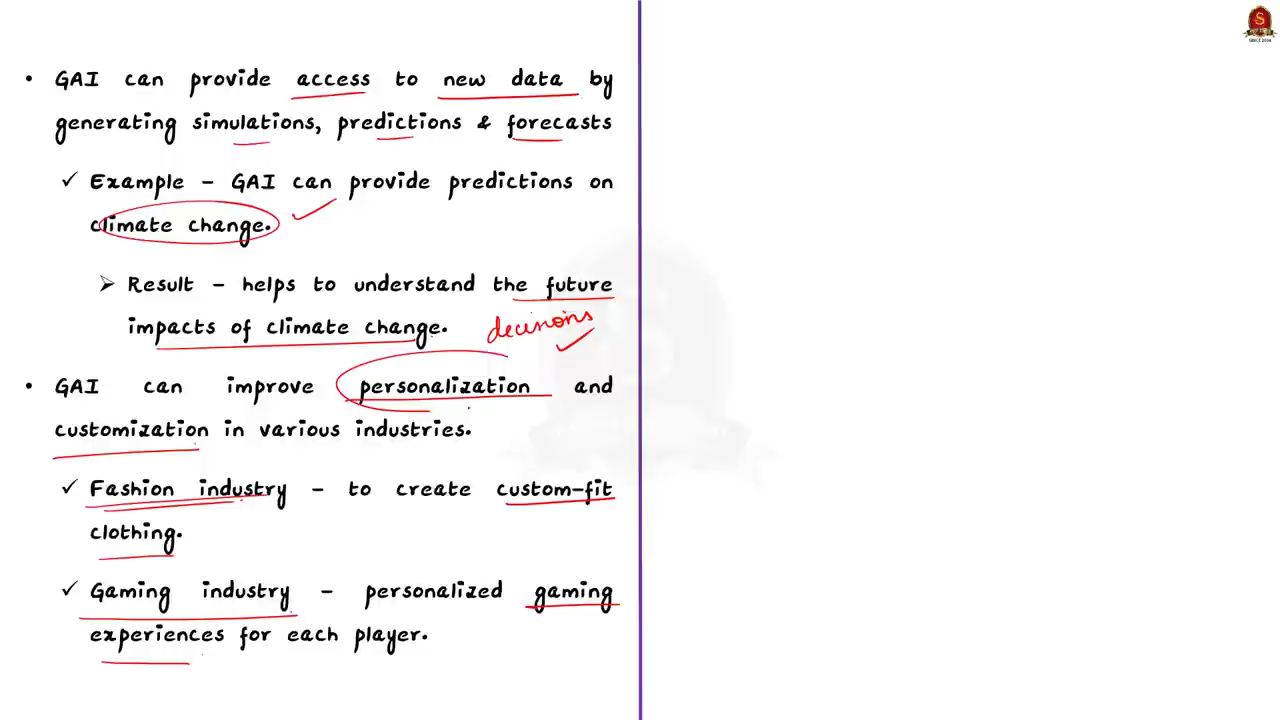 • GAI can provide access to new data by
generating simulations, predictions & forecasts
✓ Example – GAI can provide predictions on
climate change.
➢ Result – helps to understand the future
impacts of climate change.
decisions
• GAI can improve personalization and
customization in various industries.
✓ Fashion industry – to create custom-fit
clothing.
✓ Gaming industry – personalized gaming
experiences for each player.
S
SINCE 2004